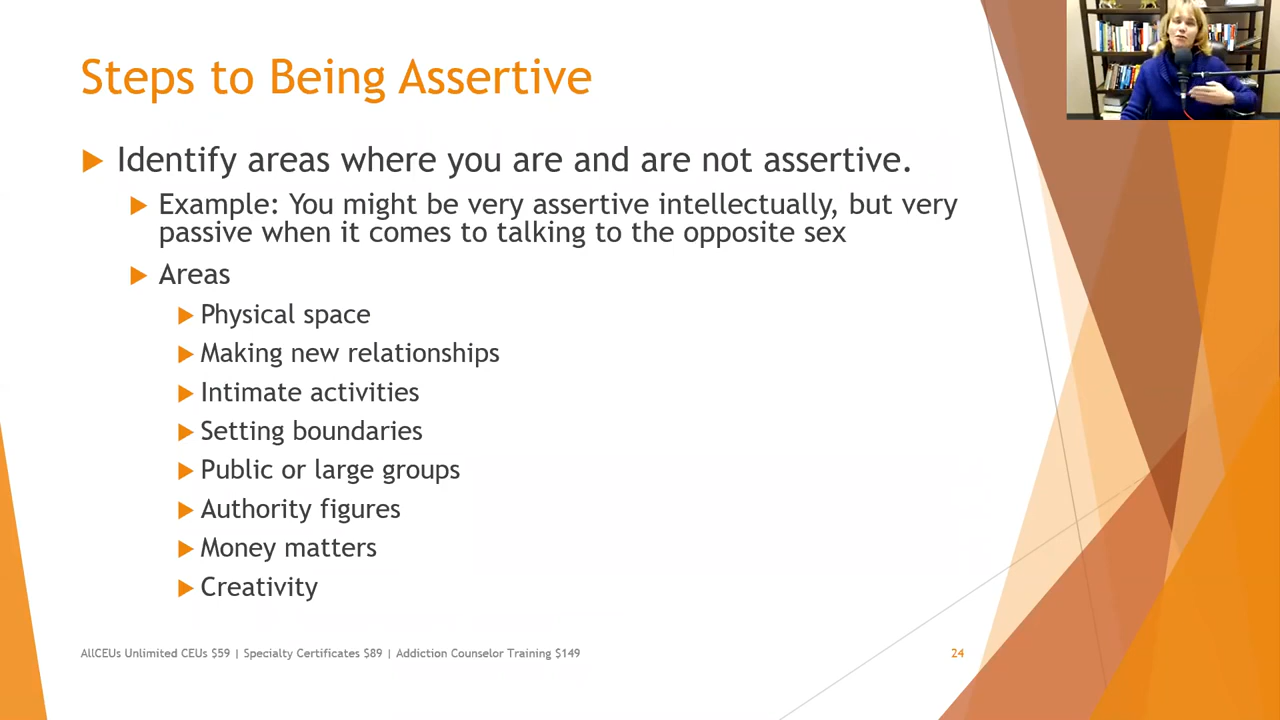 Steps to Being Assertive
Identify areas where you are and are not assertive.
Example: You might be very assertive intellectually, but very
passive when it comes to talking to the opposite sex
Areas
Physical space
Making new relationships
Intimate activities
Setting boundaries
Public or large groups
Authority figures
Money matters
Creativity
AllCEUs Unlimited CEUs $59 | Specialty Certificates $89 | Addiction Counselor Training $149
24